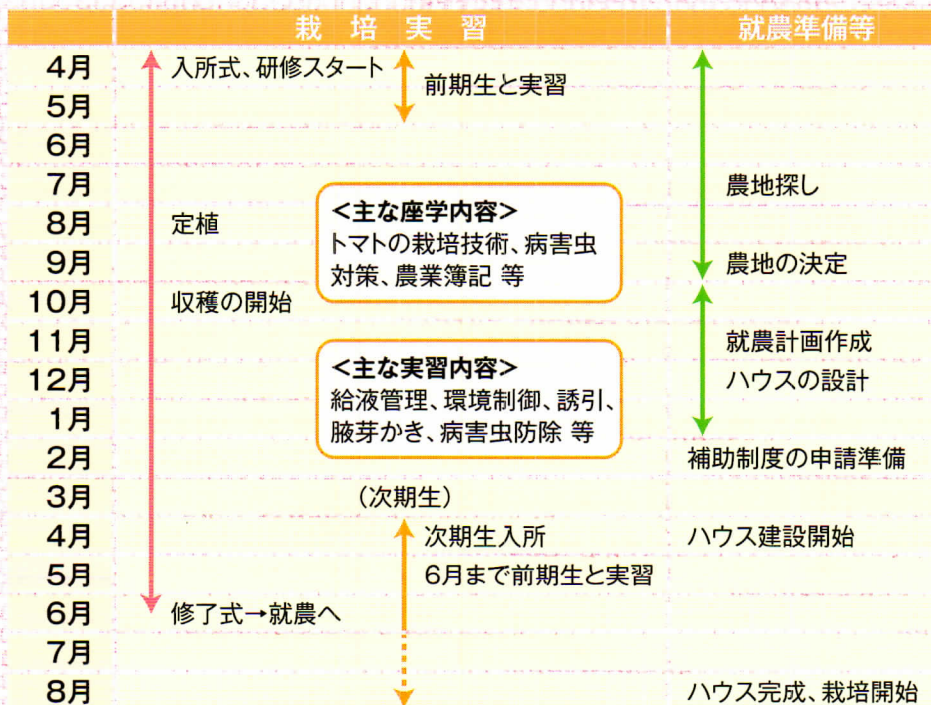 栽培実習 就農準備等
4月 入所式、研修スタート 前期生と実習
5月
6月
7月 農地探し
8月 定植
9月 農地の決定
<主な座学内容>
トマトの栽培技術、病害虫
対策、農業簿記 等
10月 収穫の開始
11月 就農計画作成
12月 ハウスの設計
1月
<主な実習内容>
給液管理、環境制御、誘引、
腋芽かき、病害虫防除 等
2月 補助制度の申請準備
3月 (次期生)
4月 次期生入所 ハウス建設開始
5月 6月まで前期生と実習
6月 修了式→就農へ
7月
8月 ハウス完成、栽培開始